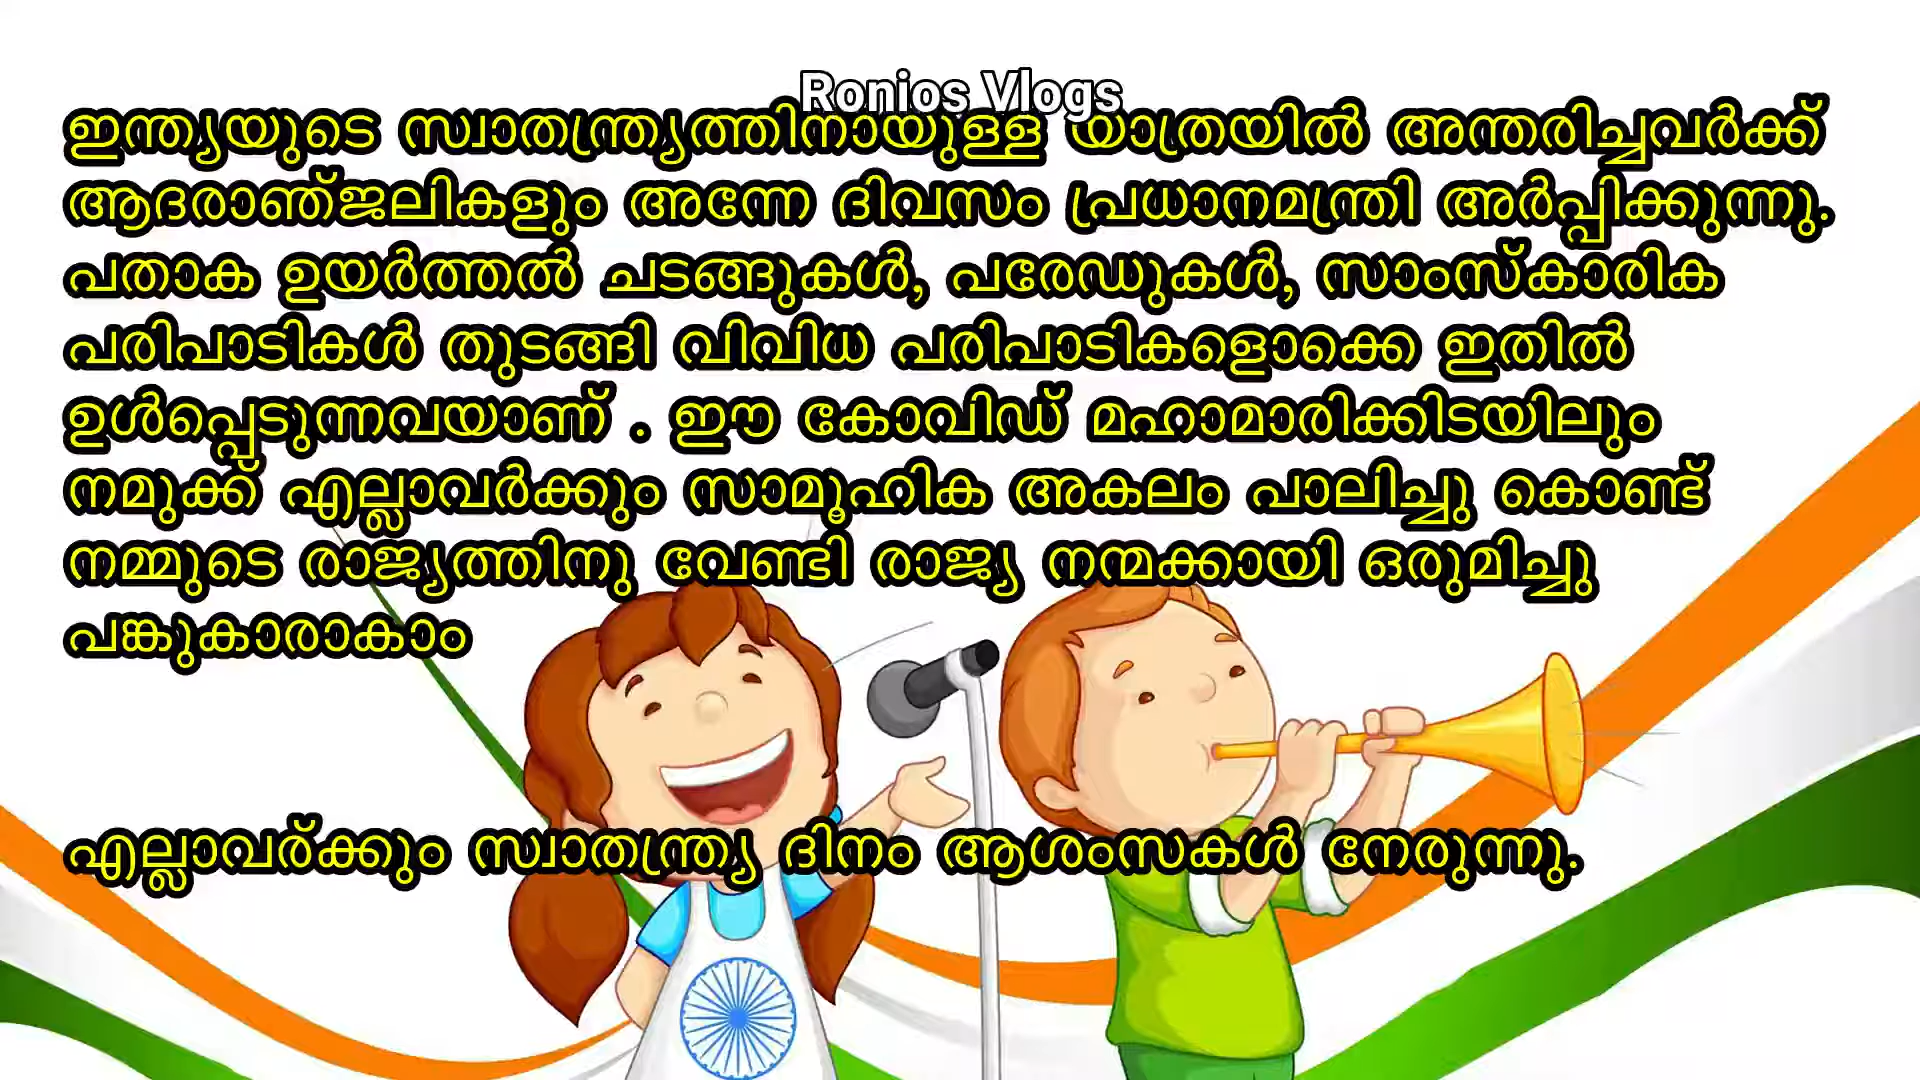 Ronios Vlogs
ഇന്ത്യയുടെ സ്വാതന്ത്ര്യത്തിനായുള്ള യാത്രയിൽ അന്തരിച്ചവർക്ക്
ആദരാഞ്ജലികളും അന്നേ ദിവസം പ്രധാനമന്ത്രി അർപ്പിക്കുന്നു.
പതാക ഉയർത്തൽ ചടങ്ങുകൾ, പരേഡുകൾ, സാംസ്കാരിക
പരിപാടികൾ തുടങ്ങി വിവിധ പരിപാടികളൊക്കെ ഇതിൽ
ഉൾപ്പെടുന്നവയാണ് . ഈ കോവിഡ് മഹാമാരിക്കിടയിലും
നമുക്ക് എല്ലാവർക്കും സാമൂഹിക അകലം പാലിച്ചു കൊണ്ട്
നമ്മുടെ രാജ്യത്തിനു വേണ്ടി രാജ്യ നന്മക്കായി ഒരുമിച്ചു
പങ്കുകാരാകാം
എല്ലാവര്ക്കും സ്വാതന്ത്ര്യ ദിനം ആശംസകൾ നേരുന്നു.